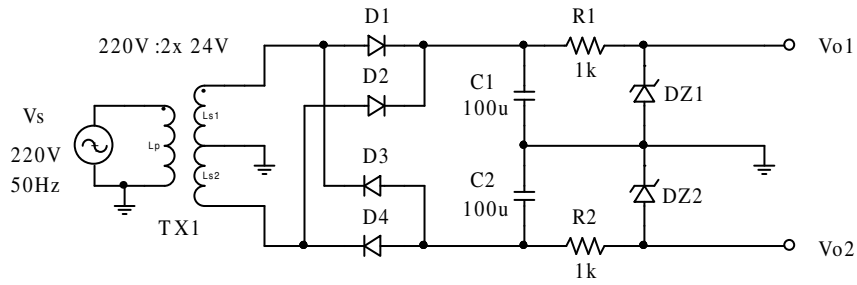 D1
R1
220V :2x 24V
Vo1
D2
1k
C1
100u
DZ1
Vs
Ls1
Lp
220V
50Hz
Ls2
D3
C2
100u
DZ2
TX1
D4
R2
Vo2
1k